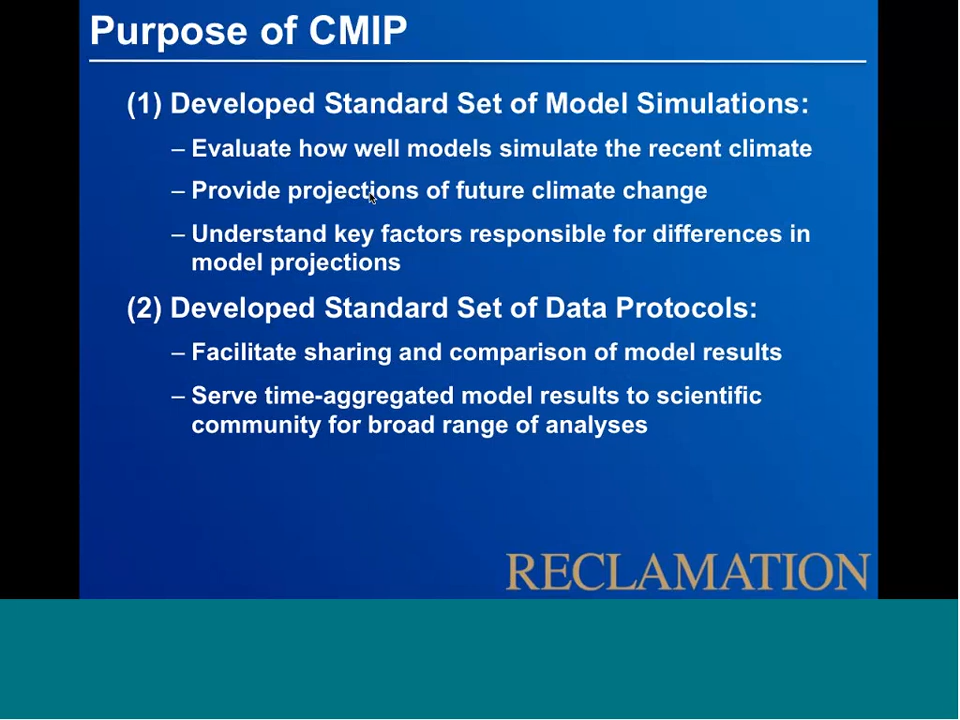 Purpose of CMIP
(1) Developed Standard Set of Model Simulations:
– Evaluate how well models simulate the recent climate
– Provide projections of future climate change
– Understand key factors responsible for differences in
model projections
(2) Developed Standard Set of Data Protocols:
– Facilitate sharing and comparison of model results
– Serve time-aggregated model results to scientific
community for broad range of analyses
RECLAMATION